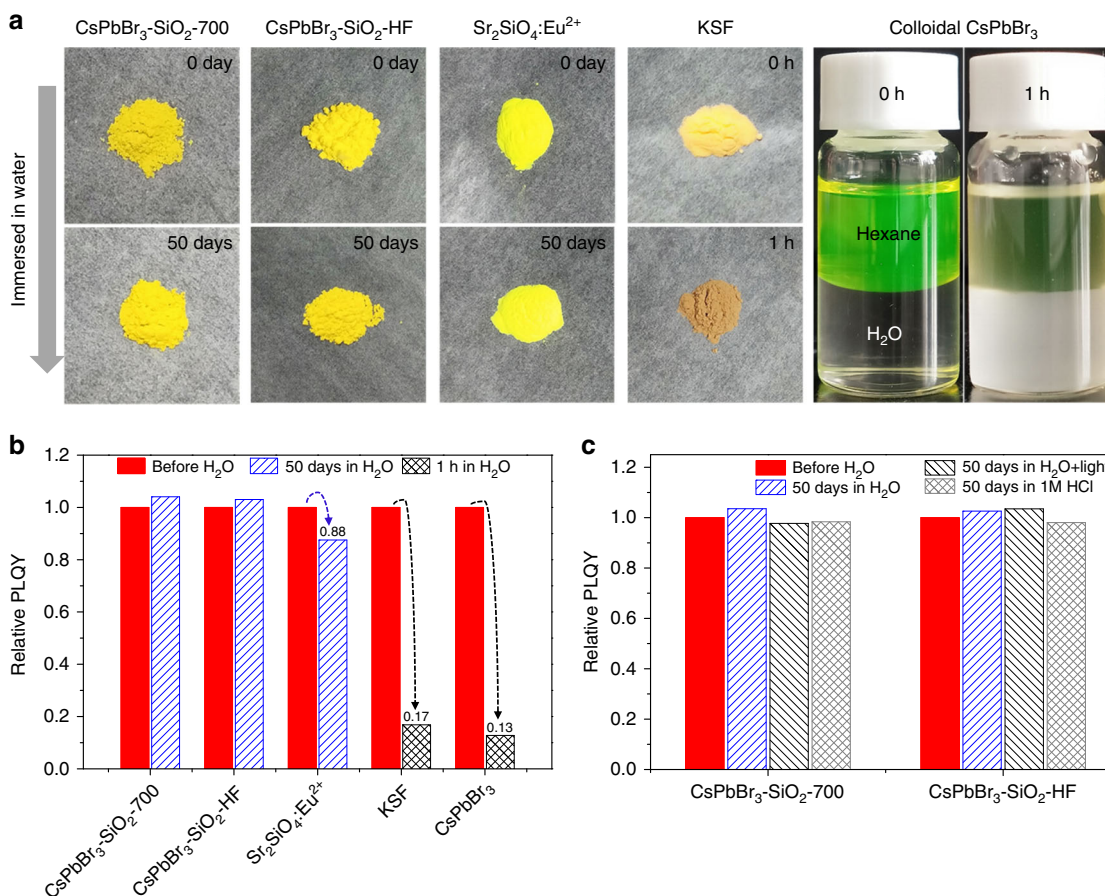 a
CsPbBr₃-SiO₂-700
CsPbBr₃-SiO₂-HF
Sr₂SiO₄:Eu²⁺
KSF
Colloidal CsPbBr₃
Immersed in water
0 day
0 day
0 day
0 h
0 h
1 h
50 days
50 days
50 days
1 h
Hexane
H₂O
b
Relative PLQY
1.2
1.0
0.8
0.6
0.4
0.2
0.0
Before H₂O
50 days in H₂O
1 h in H₂O
0.88
0.17
0.13
CsPbBr₃-SiO₂-700
CsPbBr₃-SiO₂-HF
Sr₂SiO₄:Eu²⁺
KSF
CsPbBr₃
c
Relative PLQY
1.2
1.0
0.8
0.6
0.4
0.2
0.0
Before H₂O
50 days in H₂O
50 days in H₂O+ligh
50 days in 1M HCl
CsPbBr₃-SiO₂-700
CsPbBr₃-SiO₂-HF